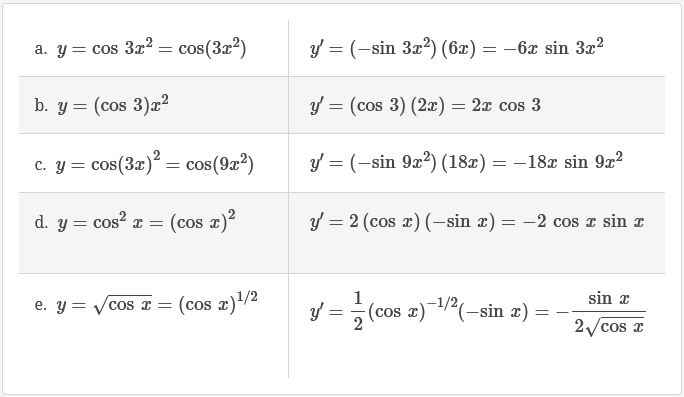 a. y = cos 3x² = cos(3x²) y′ = (−sin 3x²)(6x) = −6x sin 3x²
b. y = (cos 3)x² y′ = (cos 3)(2x) = 2x cos 3
c. y = cos(3x)² = cos(9x²) y′ = (−sin 9x²)(18x) = −18x sin 9x²
d. y = cos² x = (cos x)² y′ = 2(cos x)(−sin x) = −2 cos x sin x
e. y = √(cos x) = (cos x)^{1/2} y′ = 1/2 (cos x)^{−1/2}(−sin x) = −(sin x)/(2√(cos x))